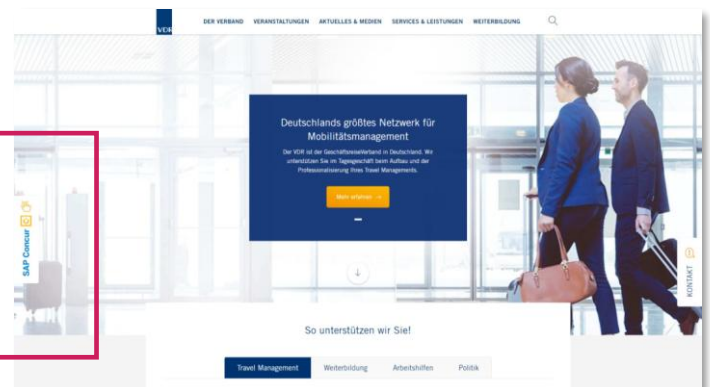 VDR
DER VERBAND VERANSTALTUNGEN AKTUELLES & MEDIEN SERVICES & LEISTUNGEN WEITERBILDUNG
Deutschlands größtes Netzwerk für
Mobilitätsmanagement
Der VDR ist der GeschäftsreiseVerband in Deutschland. Wir
unterstützen Sie im Tagesgeschäft beim Aufbau und der
Professionalisierung Ihres Travel Managements.
Mehr erfahren →
SAP Concur
KONTAKT
So unterstützen wir Sie!
Travel Management Weiterbildung Arbeitshilfen Politik